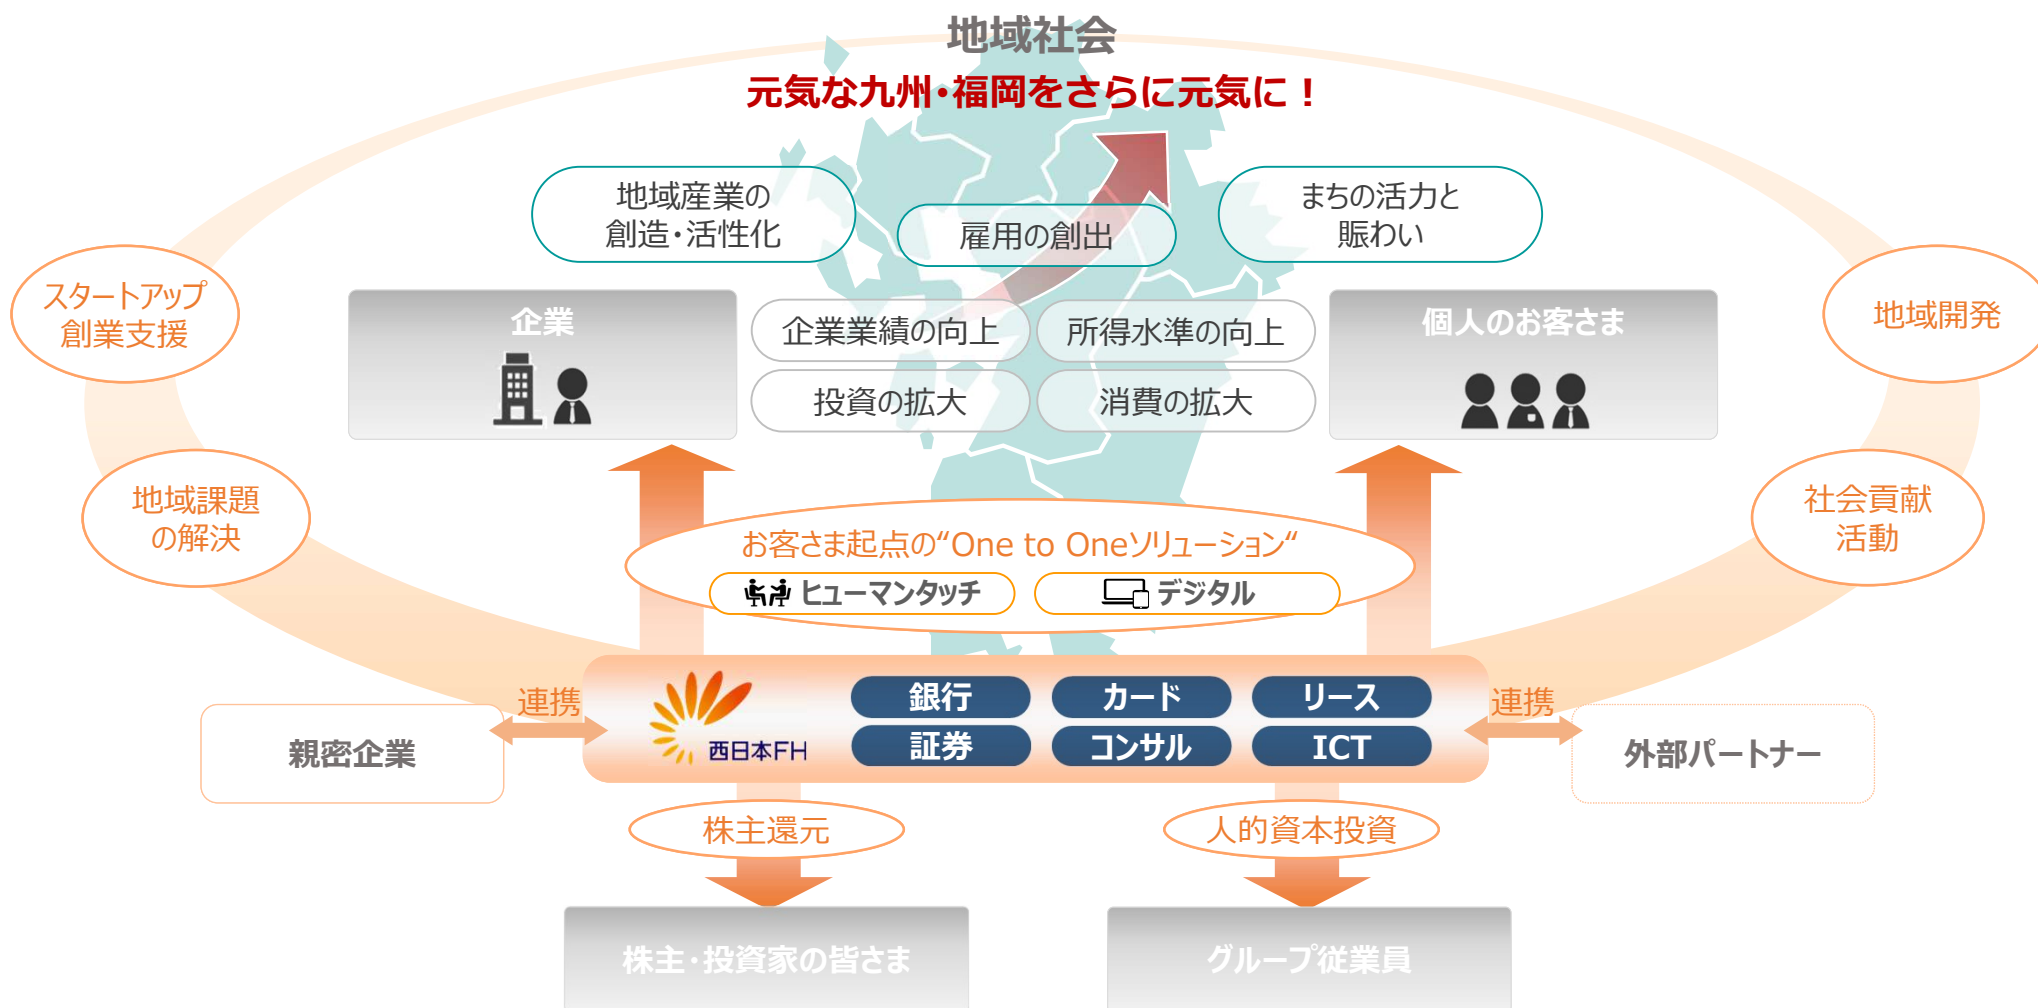 地域社会
元気な九州・福岡をさらに元気に！
地域産業の
創造・活性化
雇用の創出
まちの活力と
賑わい
スタートアップ
創業支援
地域開発
企業
企業業績の向上
所得水準の向上
個人のお客さま
投資の拡大
消費の拡大
地域課題
の解決
社会貢献
活動
お客さま起点の“One to Oneソリューション“
ヒューマンタッチ
デジタル
連携
西日本FH
銀行
カード
リース
証券
コンサル
ICT
連携
親密企業
外部パートナー
株主還元
人的資本投資
株主・投資家の皆さま
グループ従業員